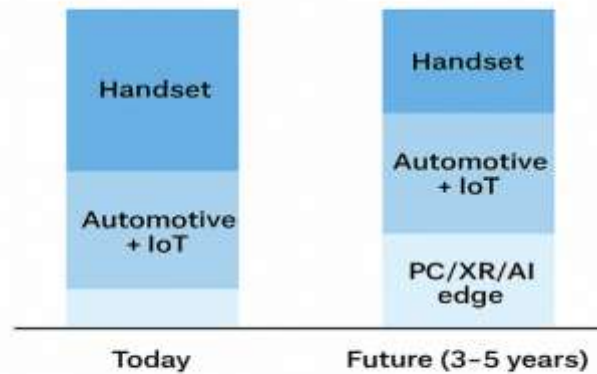 Handset
Automotive
+ IoT
Handset
Automotive
+ IoT
PC/XR/AI
edge
Today
Future (3–5 years)